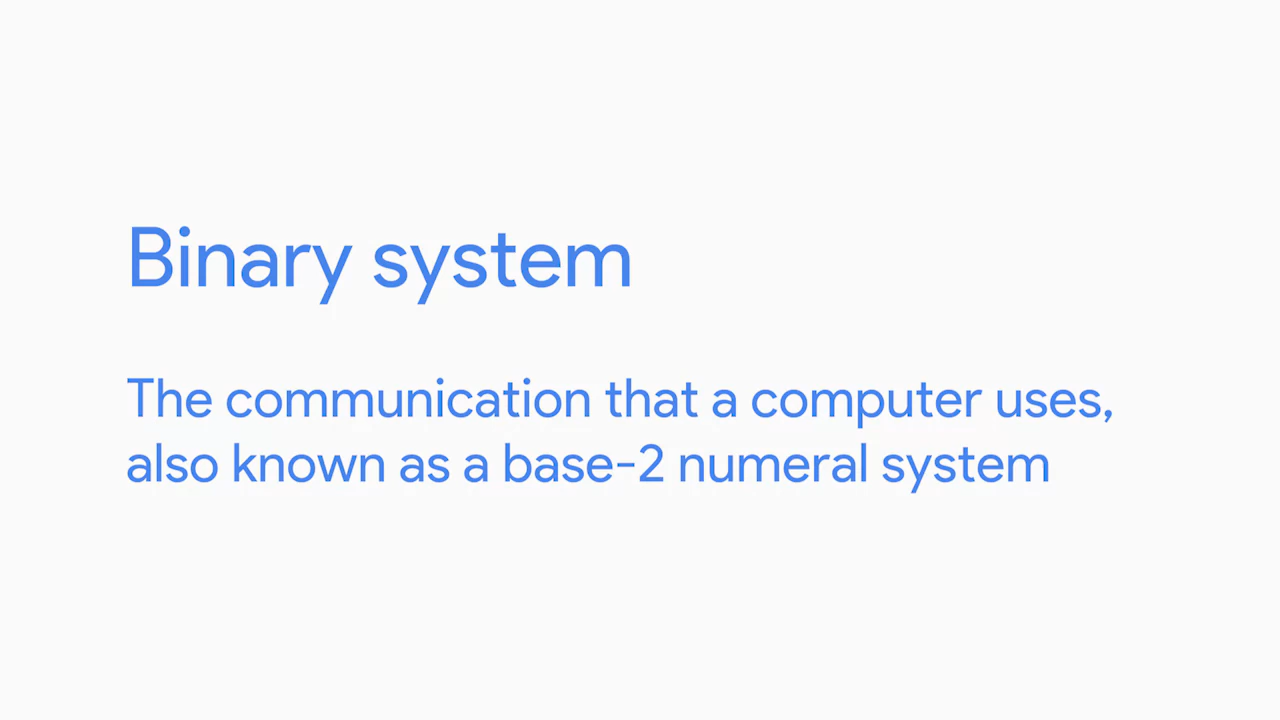 Binary system
The communication that a computer uses,
also known as a base-2 numeral system